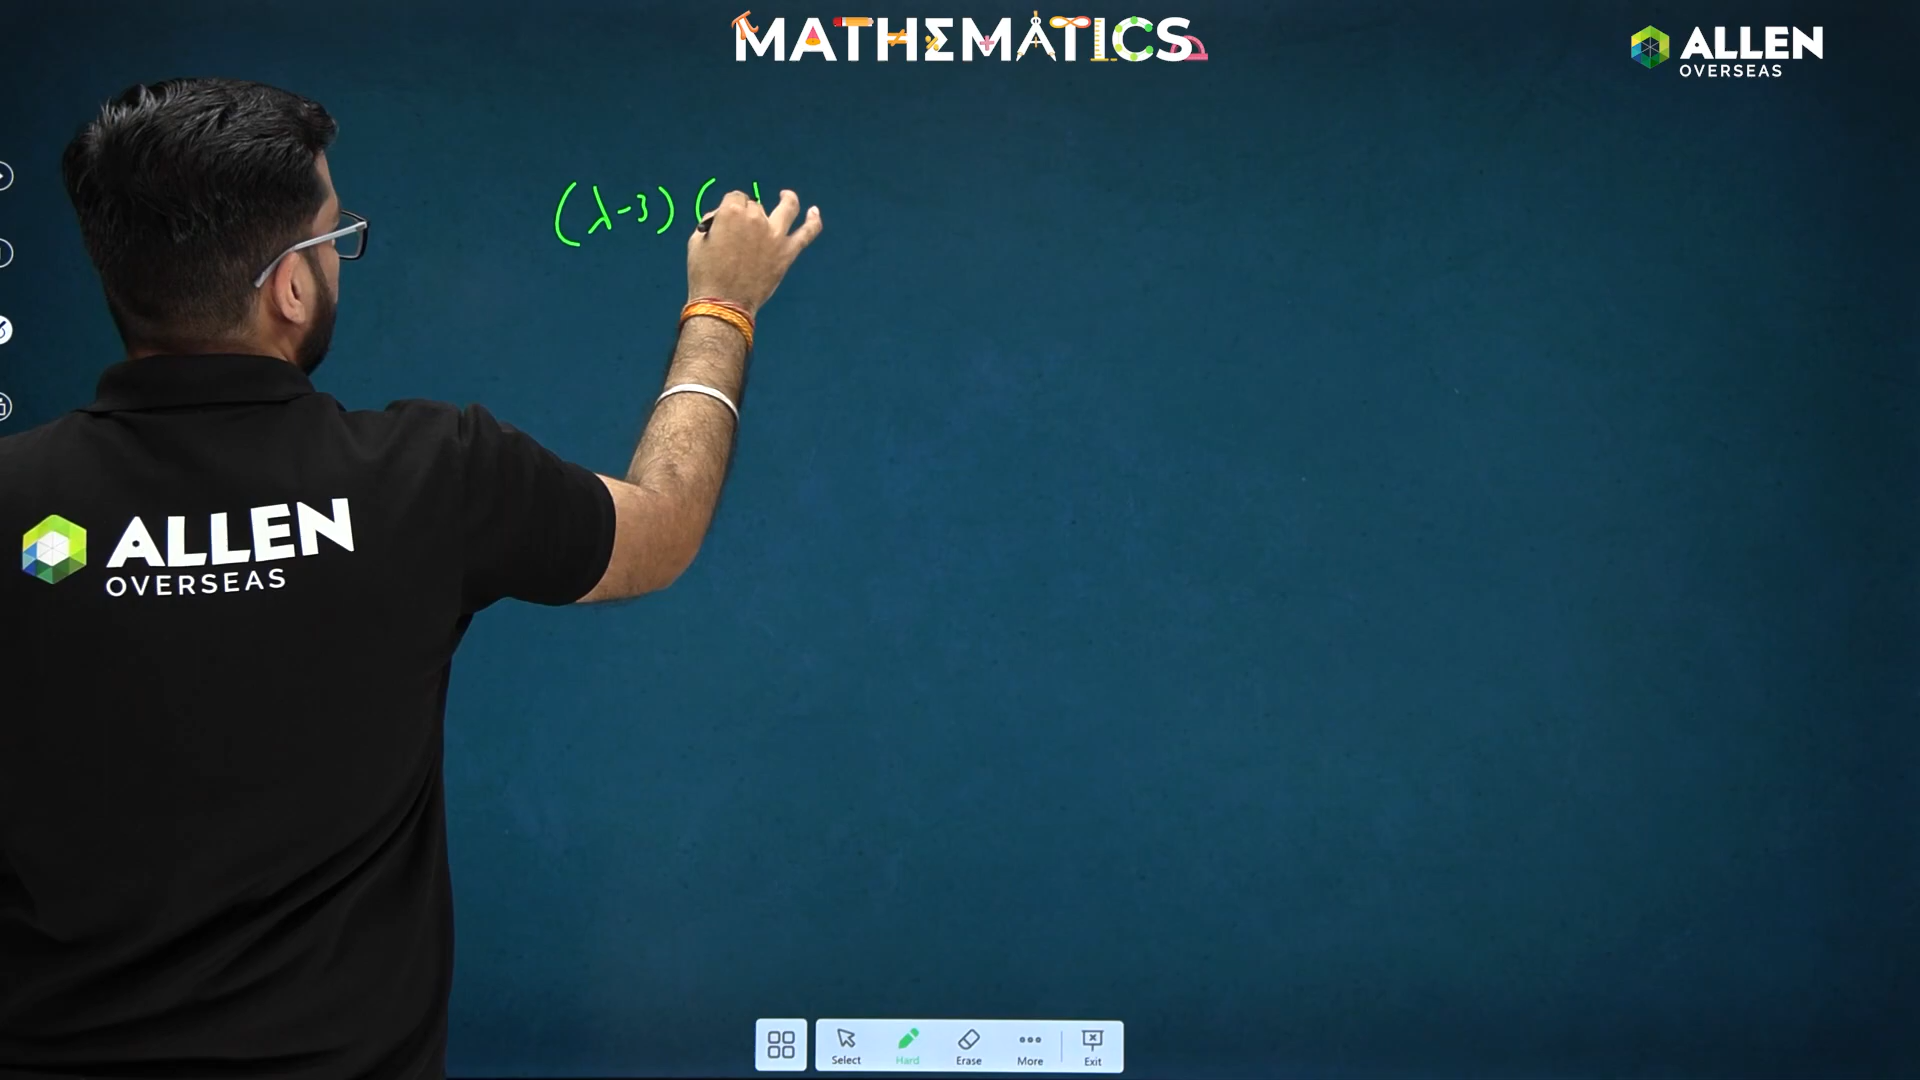 MATHEMATICS
ALLEN
OVERSEAS
(λ-3) (
ALLEN
OVERSEAS
Select
Hard
Erase
More
Exit